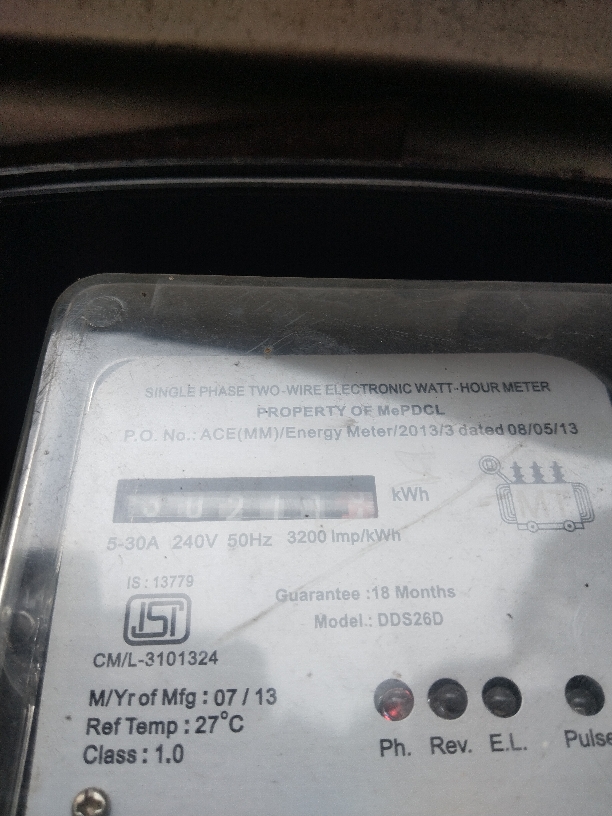 SINGLE PHASE TWO-WIRE ELECTRONIC WATT-HOUR METER
PROPERTY OF MePDCL
P.O. No.: ACE(MM)/Energy Meter/2013/3 dated 08/05/13
kWh
5-30A 240V 50Hz 3200 Imp/kWh
MT
IS : 13779
ISI
Guarantee :18 Months
Model.: DDS26D
CM/L-3101324
M/Yr of Mfg : 07 / 13
Ref Temp : 27°C
Class : 1.0
Ph. Rev. E.L. Pulse